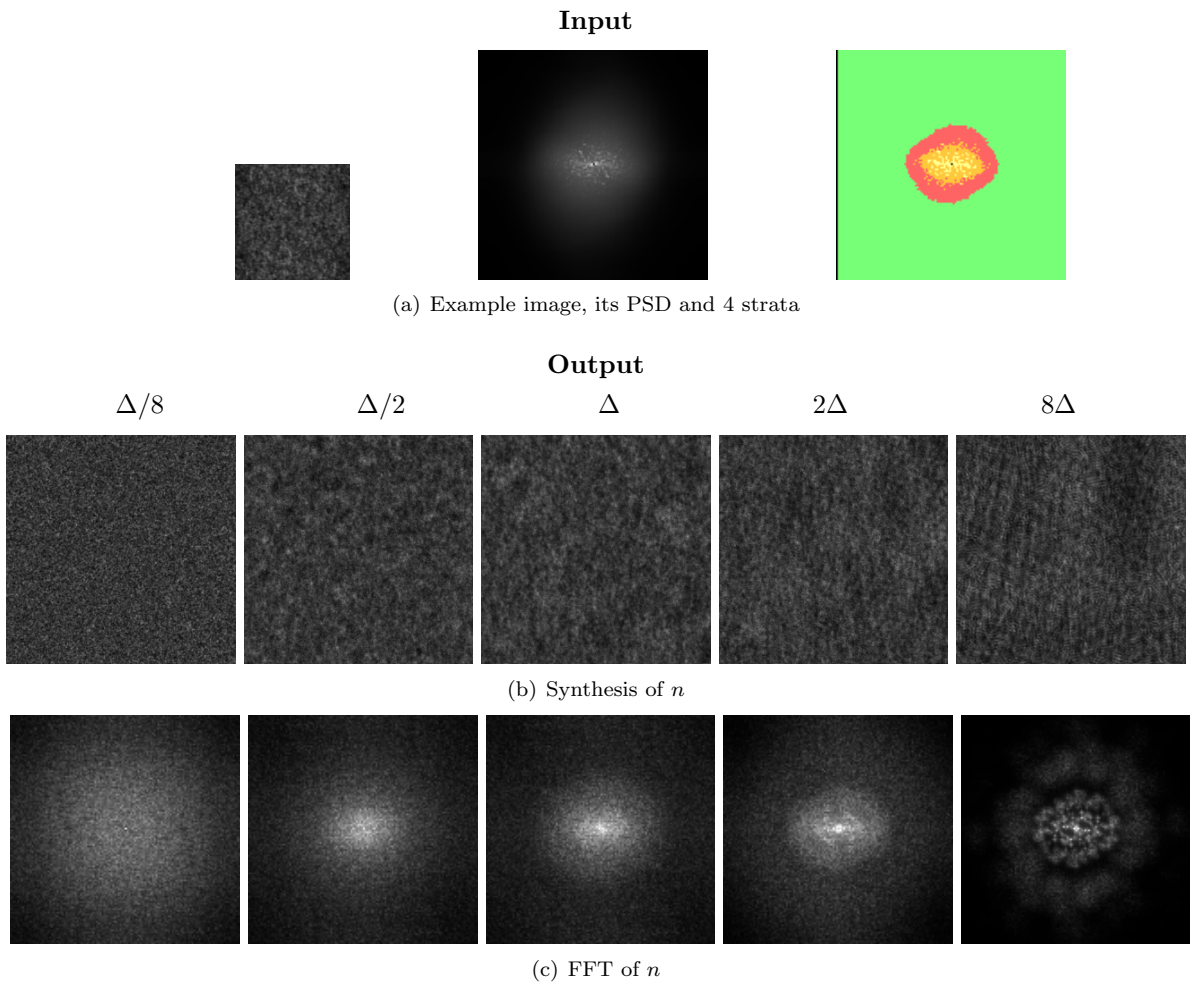 Input
(a) Example image, its PSD and 4 strata
Output
Δ/8 Δ/2 Δ 2Δ 8Δ
(b) Synthesis of n
(c) FFT of n